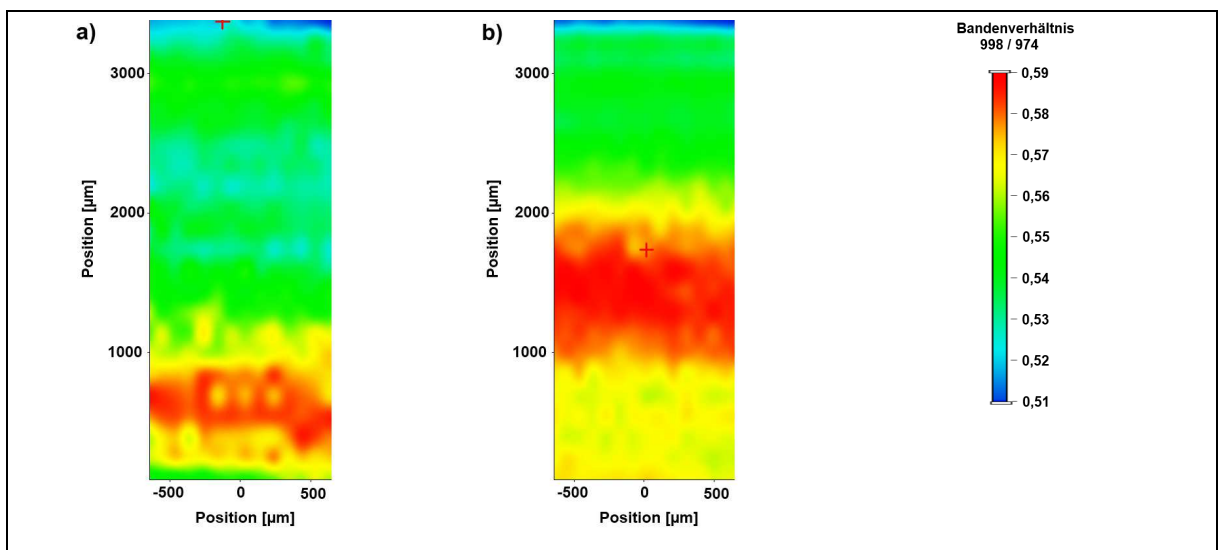 a)
3000
2000
1000
Position [µm]
-500 0 500
Position [µm]
b)
3000
2000
1000
Position [µm]
-500 0 500
Position [µm]
Bandenverhältnis
998 / 974
0,59
0,58
0,57
0,56
0,55
0,54
0,53
0,52
0,51